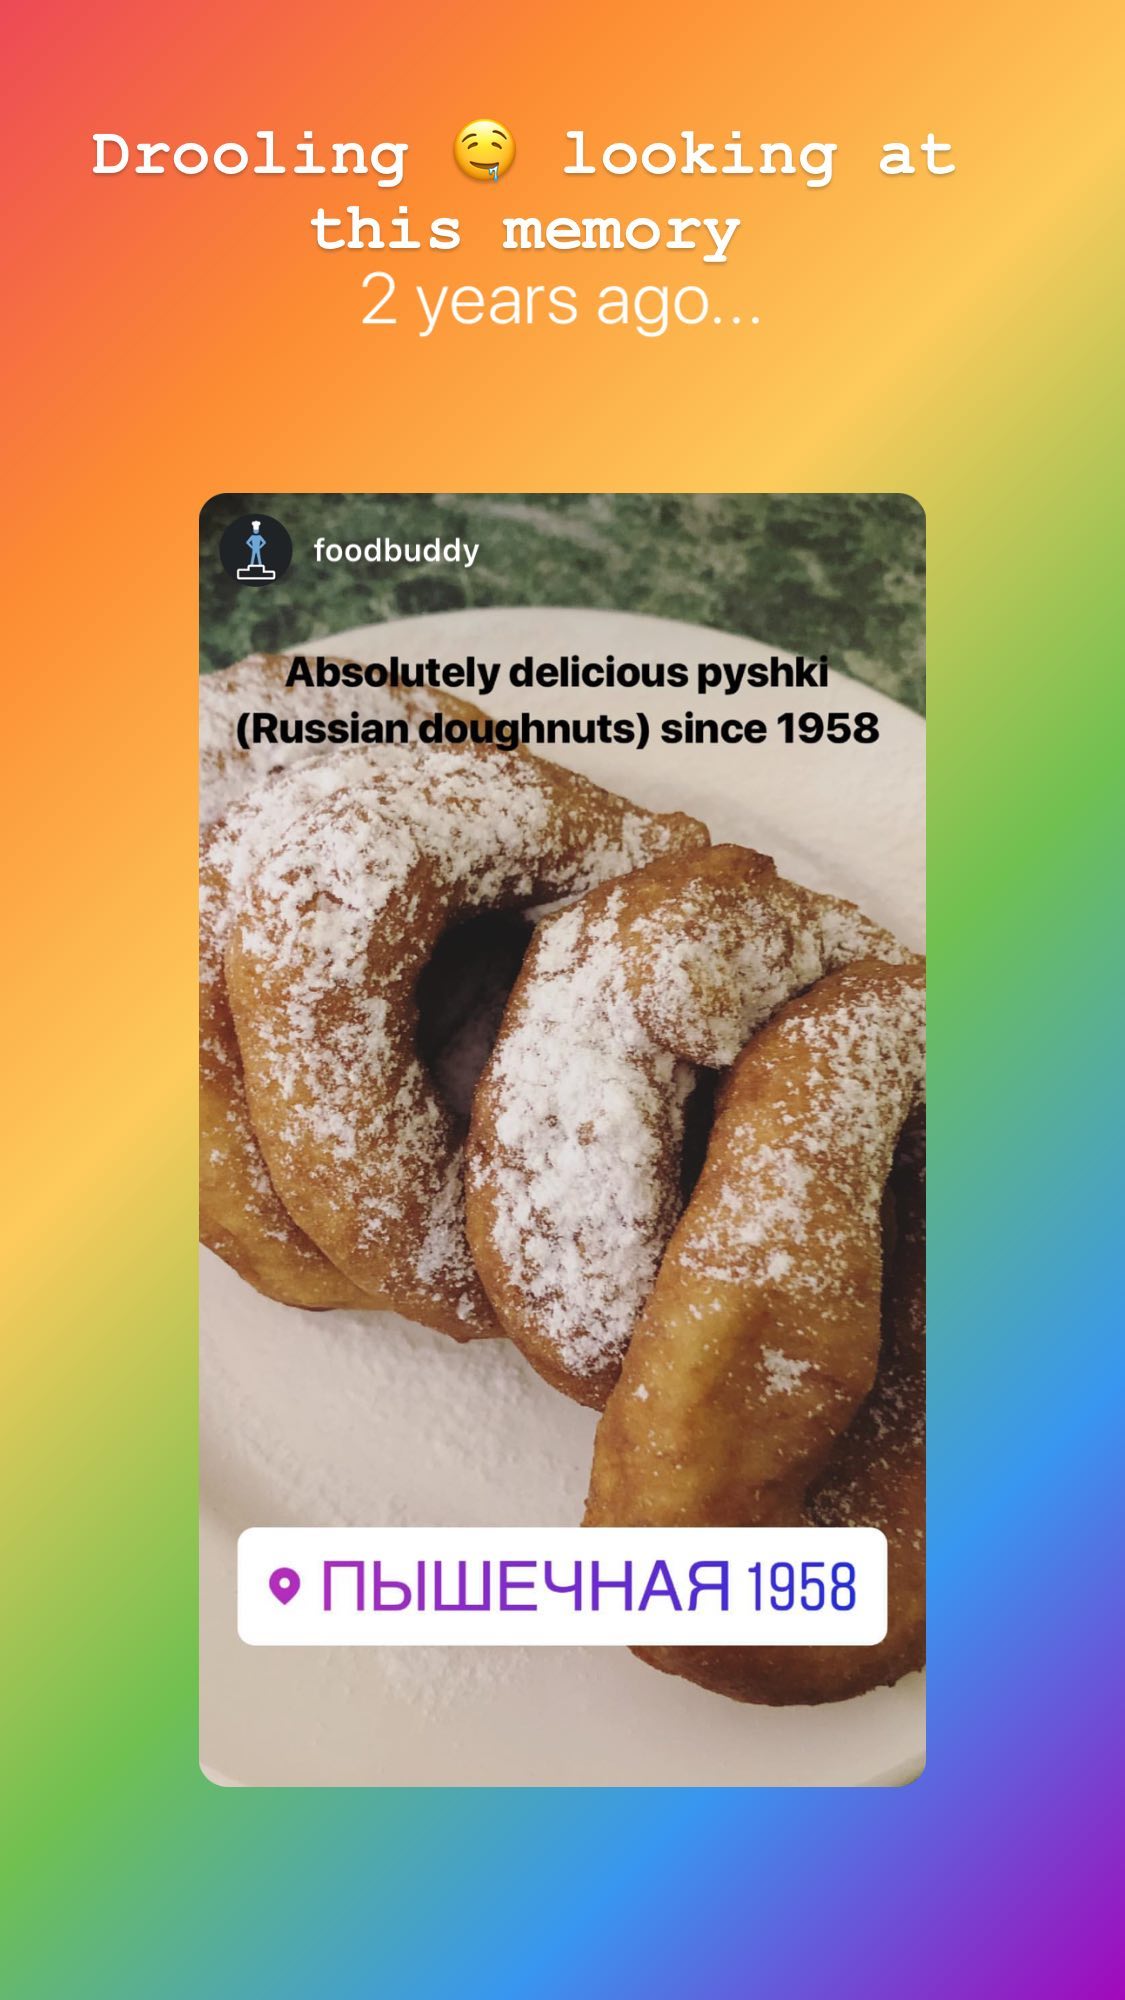 Drooling 🤤 looking at
this memory
2 years ago...
foodbuddy
Absolutely delicious pyshki
(Russian doughnuts) since 1958
ПЫШЕЧНАЯ 1958